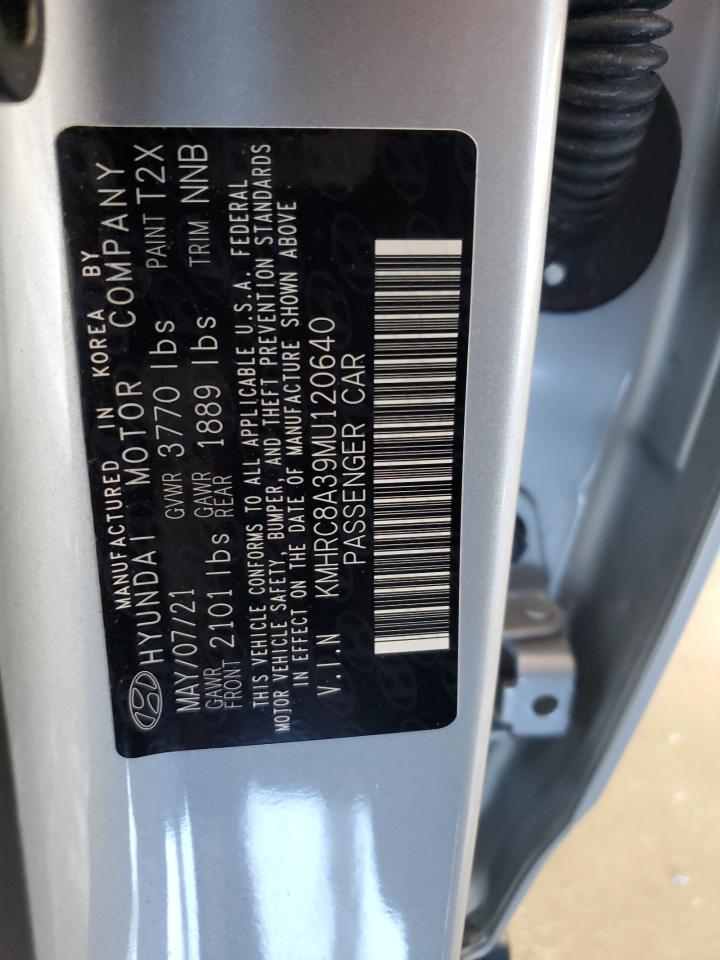 MANUFACTURED IN KOREA BY
HYUNDAI MOTOR COMPANY
MAY/07/21 GVWR 3770 lbs PAINT T2X
GAWR FRONT 2101 lbs GAWR REAR 1889 lbs TRIM NNB
THIS VEHICLE CONFORMS TO ALL APPLICABLE U.S.A. FEDERAL
MOTOR VEHICLE SAFETY, BUMPER, AND THEFT PREVENTION STANDARDS
IN EFFECT ON THE DATE OF MANUFACTURE SHOWN ABOVE
V.I.N KMHRC8A39MU120640
PASSENGER CAR